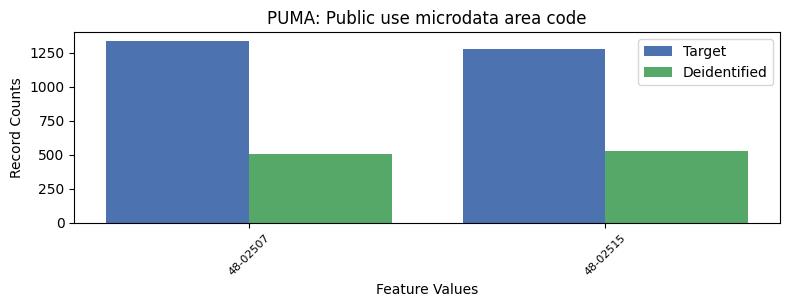 PUMA: Public use microdata area code
Target
Deidentified
Record Counts
1250
1000
750
500
250
0
48-02507
48-02515
Feature Values